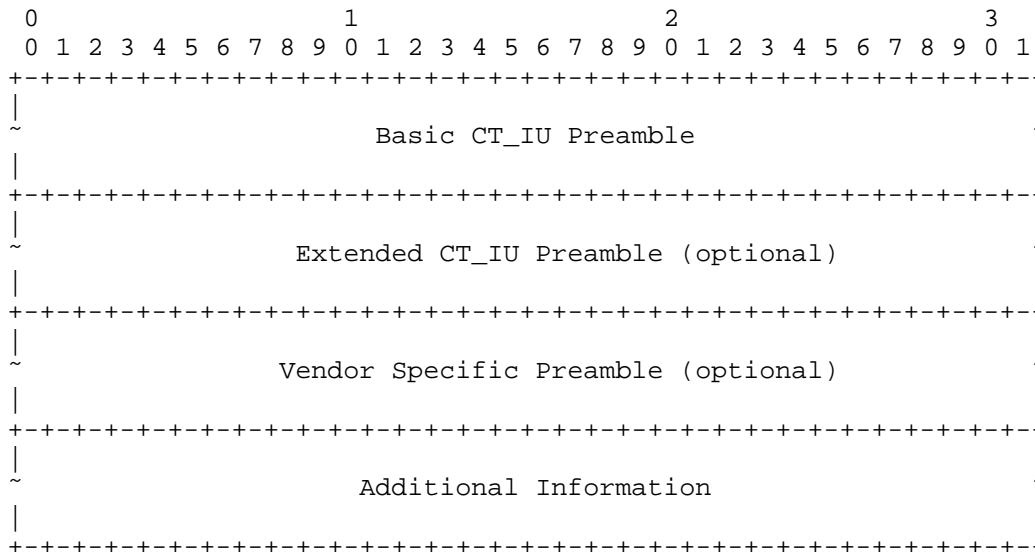 0                   1                   2                   3
 0 1 2 3 4 5 6 7 8 9 0 1 2 3 4 5 6 7 8 9 0 1 2 3 4 5 6 7 8 9 0 1
+-+-+-+-+-+-+-+-+-+-+-+-+-+-+-+-+-+-+-+-+-+-+-+-+-+-+-+-+-+-+-+-
|
~                     Basic CT_IU Preamble
|
+-+-+-+-+-+-+-+-+-+-+-+-+-+-+-+-+-+-+-+-+-+-+-+-+-+-+-+-+-+-+-+-
|
~                Extended CT_IU Preamble (optional)
|
+-+-+-+-+-+-+-+-+-+-+-+-+-+-+-+-+-+-+-+-+-+-+-+-+-+-+-+-+-+-+-+-
|
~               Vendor Specific Preamble (optional)
|
+-+-+-+-+-+-+-+-+-+-+-+-+-+-+-+-+-+-+-+-+-+-+-+-+-+-+-+-+-+-+-+-
|
~                    Additional Information
|
+-+-+-+-+-+-+-+-+-+-+-+-+-+-+-+-+-+-+-+-+-+-+-+-+-+-+-+-+-+-+-+-